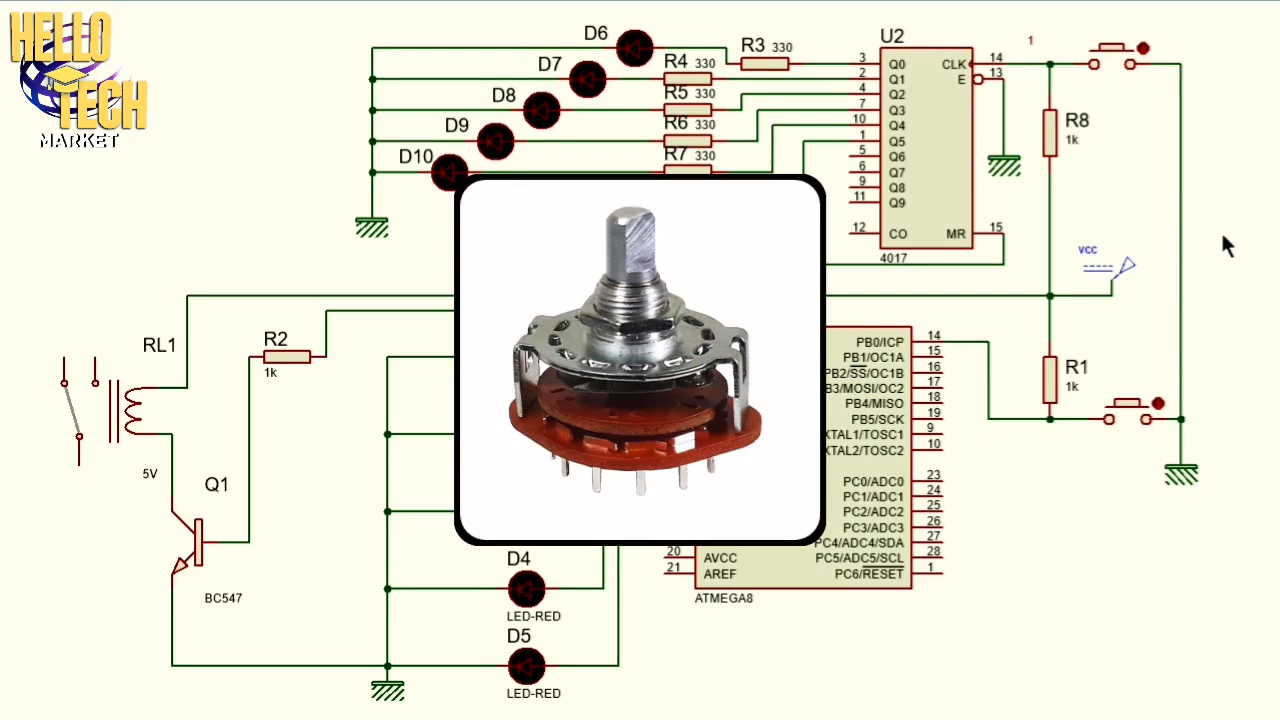 HELLO
TECH
MARKET
D6
D7
D8
D9
D10
R3 330
R4 330
R5 330
R6 330
R7 330
U2
3 Q0 CLK 14
2 Q1 E 13
4 Q2
7 Q3
10 Q4
1 Q5
5 Q6
6 Q7
9 Q8
11 Q9
12 CO MR 15
4017
1
R8
1k
VCC
R1
1k
RL1
5V
R2
1k
Q1
BC547
D4
LED-RED
D5
LED-RED
PB0/ICP 14
PB1/OC1A 15
PB2/SS/OC1B 16
B3/MOSI/OC2 17
PB4/MISO 18
PB5/SCK 19
XTAL1/TOSC1 9
XTAL2/TOSC2 10
PC0/ADC0 23
PC1/ADC1 24
PC2/ADC2 25
PC3/ADC3 26
PC4/ADC4/SDA 27
20 AVCC PC5/ADC5/SCL 28
21 AREF PC6/RESET 1
ATMEGA8